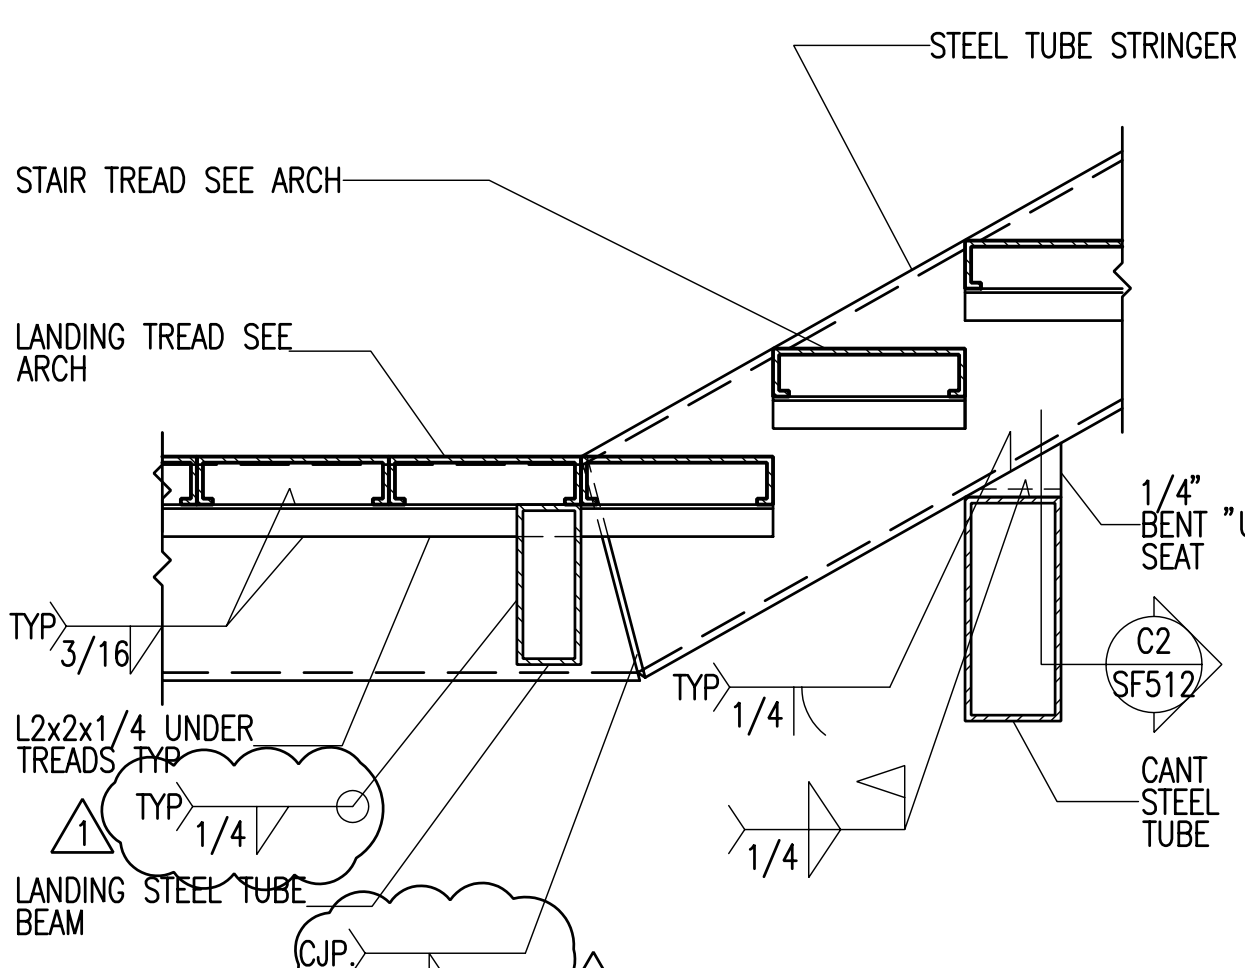 STEEL TUBE STRINGER
STAIR TREAD SEE ARCH
LANDING TREAD SEE
ARCH
1/4"
BENT "U
SEAT
TYP
3/16
C2
SF512
TYP
1/4
L2x2x1/4 UNDER
TREADS TYP
TYP
1/4
1
1/4
CANT
STEEL
TUBE
LANDING STEEL TUBE
BEAM
CJP.